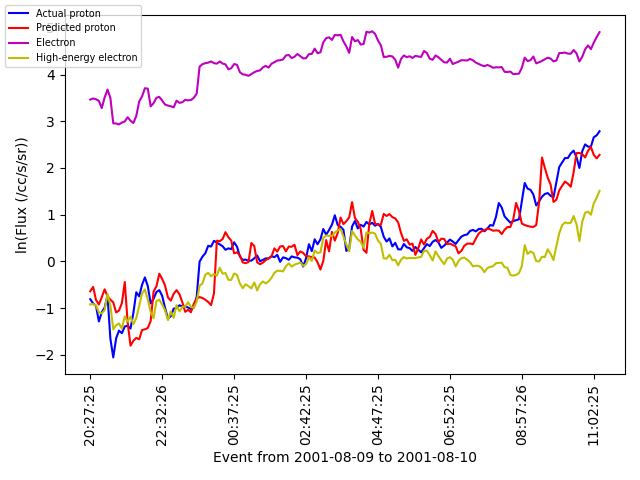 Actual proton
Predicted proton
Electron
High-energy electron
ln(Flux (/cc/s/sr))
4
3
2
1
0
−1
−2
20:27:25
22:32:26
00:37:25
02:42:25
04:47:25
06:52:25
08:57:26
11:02:25
Event from 2001-08-09 to 2001-08-10